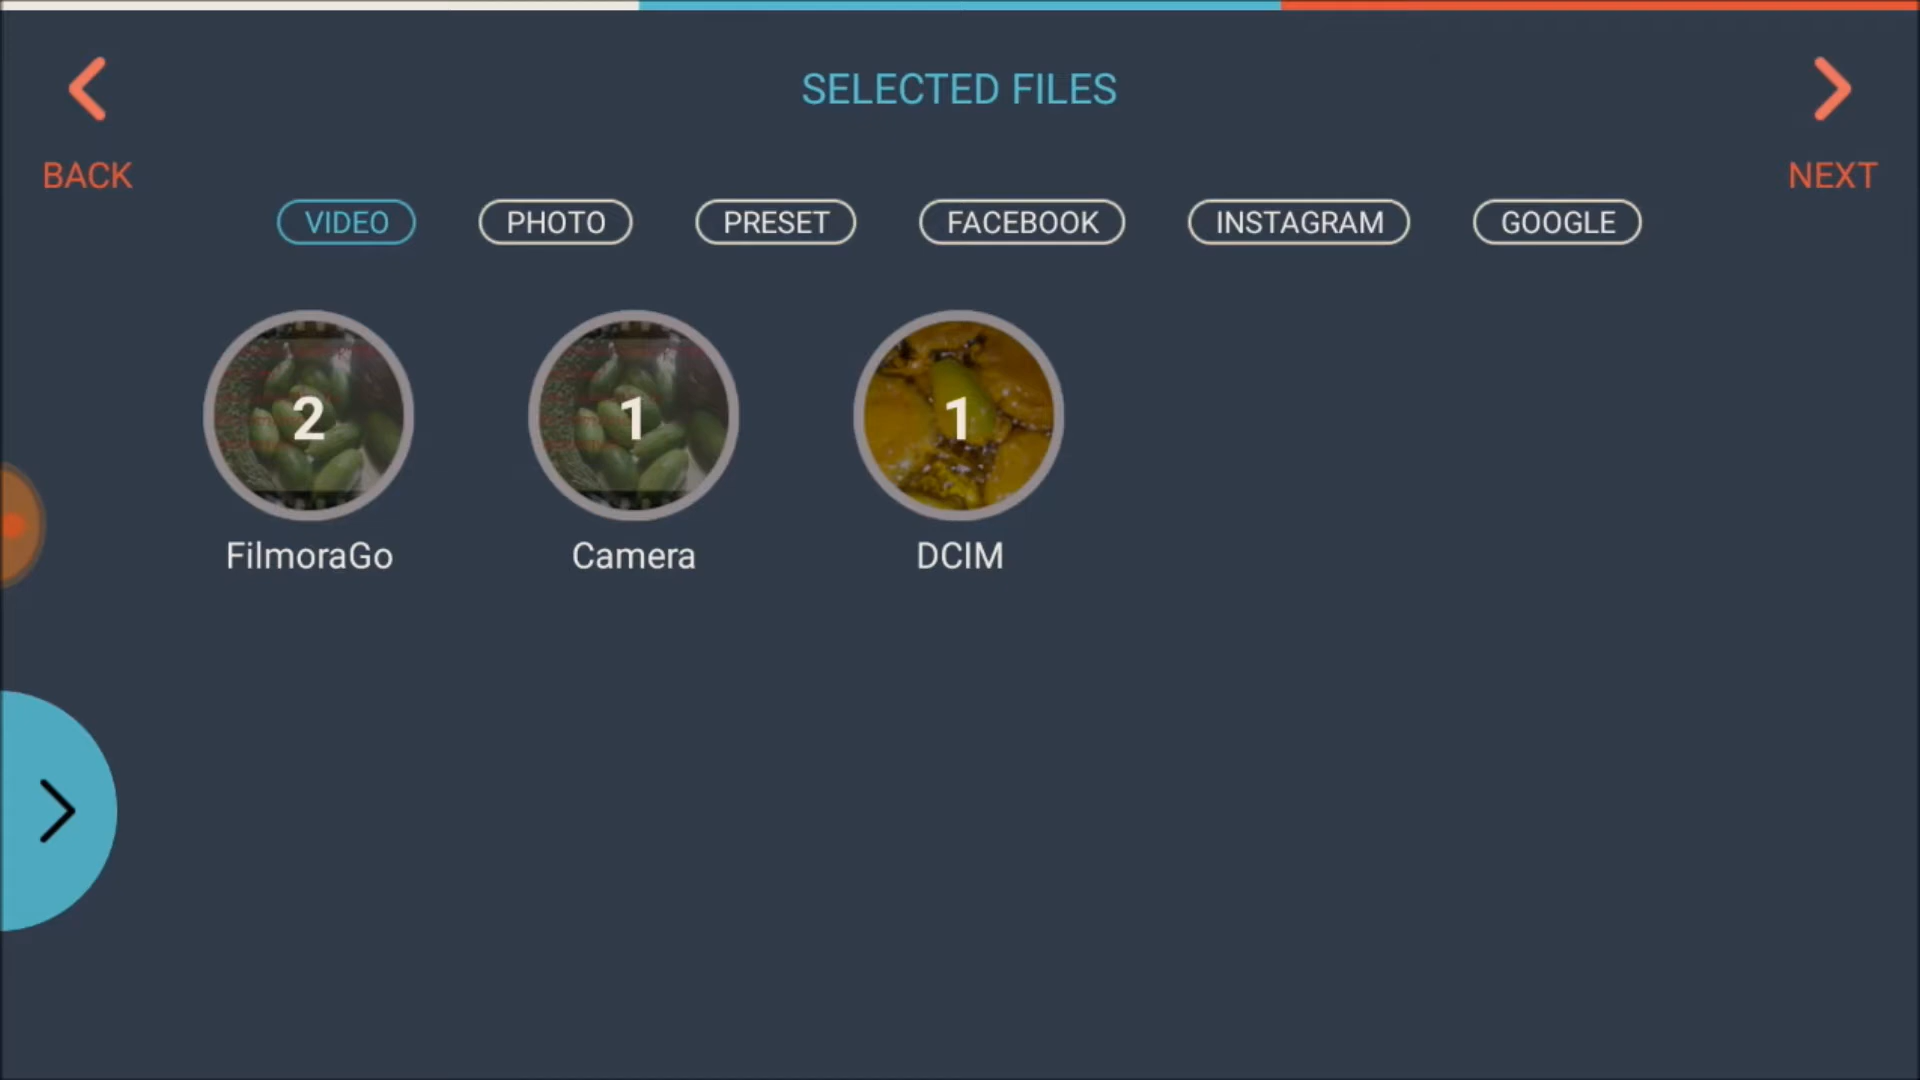 SELECTED FILES
BACK
NEXT
VIDEO
PHOTO
PRESET
FACEBOOK
INSTAGRAM
GOOGLE
2
1
1
FilmoraGo
Camera
DCIM